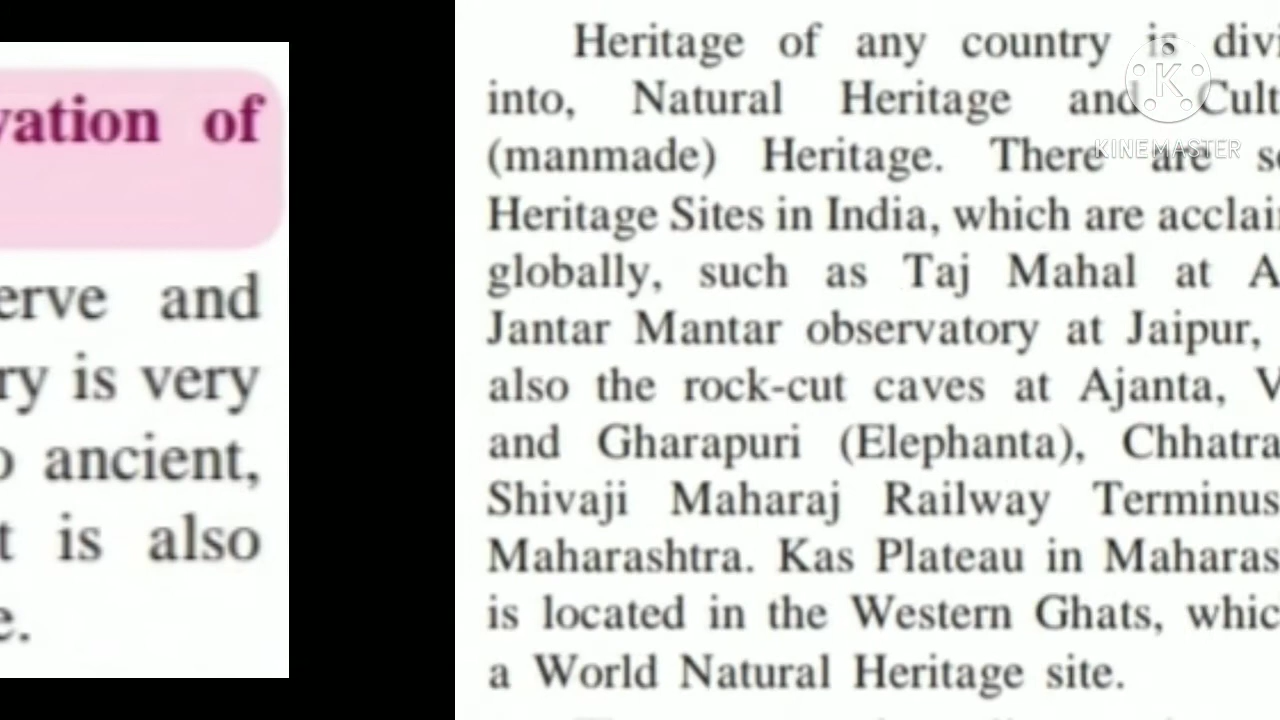 vation of
erve and
ry is very
o ancient,
t is also
e.
Heritage of any country is divi
into, Natural Heritage and Cult
(manmade) Heritage. There are se
Heritage Sites in India, which are acclai
globally, such as Taj Mahal at A
Jantar Mantar observatory at Jaipur,
also the rock-cut caves at Ajanta, V
and Gharapuri (Elephanta), Chhatra
Shivaji Maharaj Railway Terminus
Maharashtra. Kas Plateau in Maharas
is located in the Western Ghats, whic
a World Natural Heritage site.
K
KINEMASTER